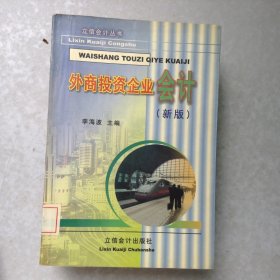 立信会计丛书
Lixin Kuaiji Congshu
WAISHANG TOUZI QIYE KUAIJI
外商投资企业会计
(新版)
李海波 主编
立信会计出版社
Lixin Kuaiji Chubanshe